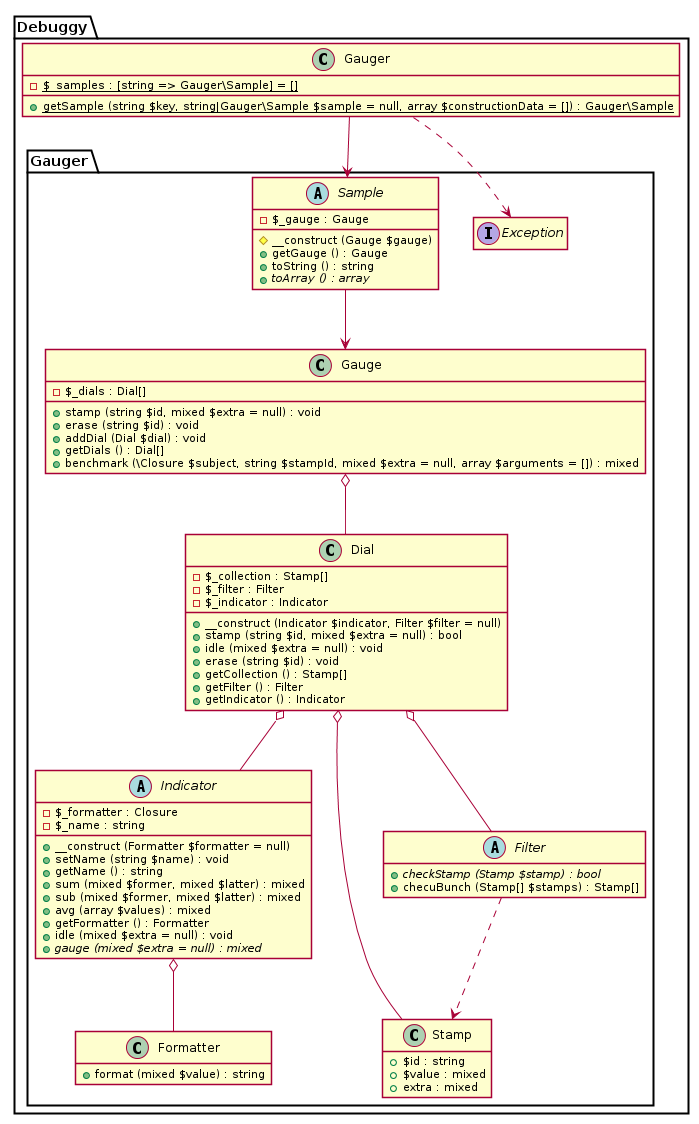 Debuggy
C Gauger
$_samples : [string => Gauger\Sample] = []
getSample (string $key, string|Gauger\Sample $sample = null, array $constructionData = []) : Gauger\Sample
Gauger
A Sample
$_gauge : Gauge
__construct (Gauge $gauge)
getGauge () : Gauge
toString () : string
toArray () : array
I Exception
C Gauge
$_dials : Dial[]
stamp (string $id, mixed $extra = null) : void
erase (string $id) : void
addDial (Dial $dial) : void
getDials () : Dial[]
benchmark (\Closure $subject, string $stampId, mixed $extra = null, array $arguments = []) : mixed
C Dial
$_collection : Stamp[]
$_filter : Filter
$_indicator : Indicator
__construct (Indicator $indicator, Filter $filter = null)
stamp (string $id, mixed $extra = null) : bool
idle (mixed $extra = null) : void
erase (string $id) : void
getCollection () : Stamp[]
getFilter () : Filter
getIndicator () : Indicator
A Indicator
$_formatter : Closure
$_name : string
__construct (Formatter $formatter = null)
setName (string $name) : void
getName () : string
sum (mixed $former, mixed $latter) : mixed
sub (mixed $former, mixed $latter) : mixed
avg (array $values) : mixed
getFormatter () : Formatter
idle (mixed $extra = null) : void
gauge (mixed $extra = null) : mixed
A Filter
checkStamp (Stamp $stamp) : bool
checuBunch (Stamp[] $stamps) : Stamp[]
C Formatter
format (mixed $value) : string
C Stamp
$id : string
$value : mixed
extra : mixed